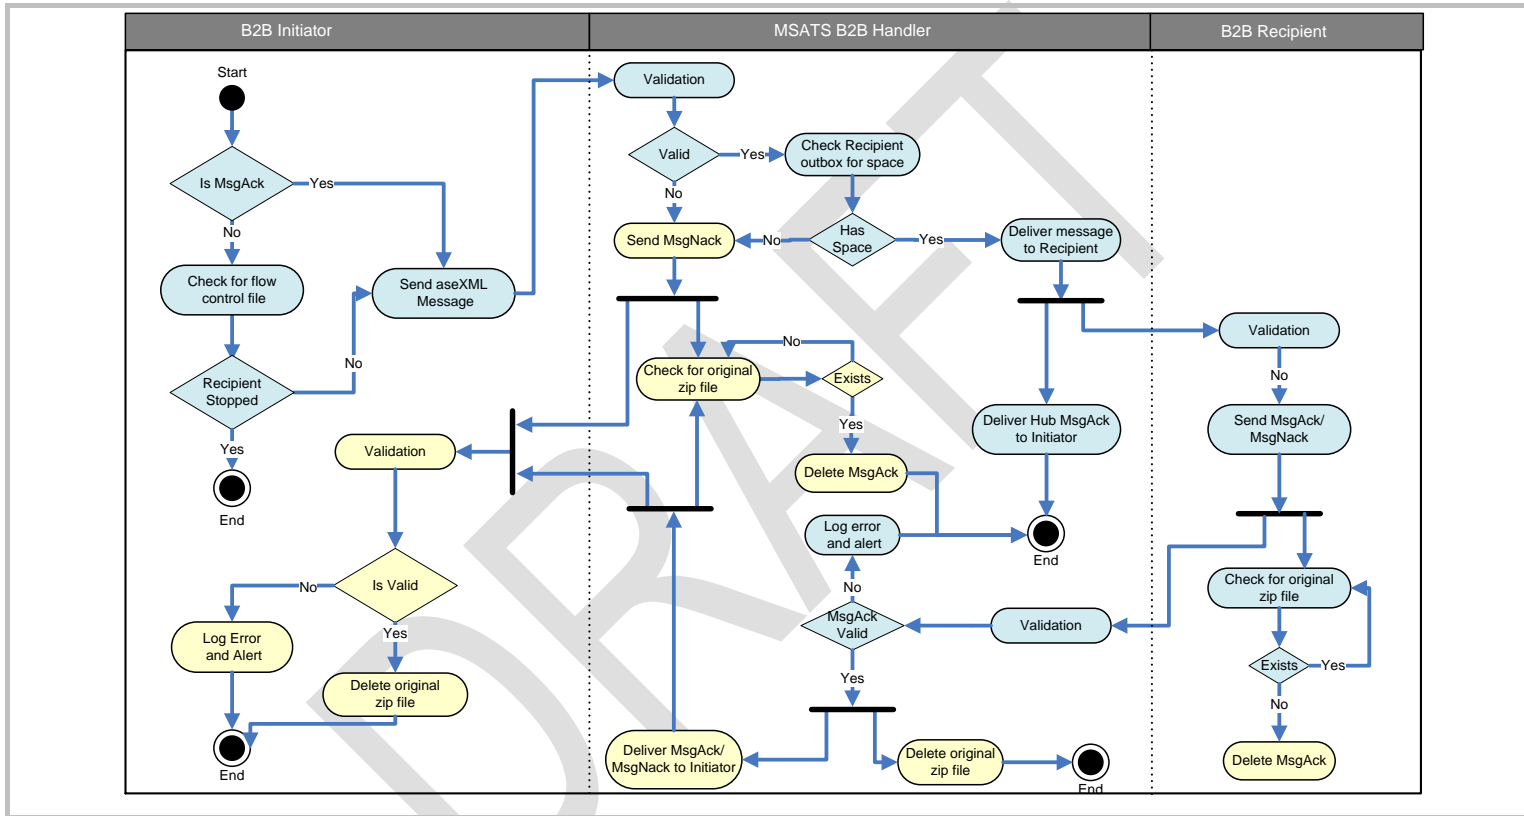 B2B Initiator
MSATS B2B Handler
B2B Recipient
Start
Is MsgAck
Yes
No
Check for flow
control file
Send aseXML
Message
No
Recipient
Stopped
Yes
End
Validation
Is Valid
No
Yes
Log Error
and Alert
Delete original
zip file
End
Validation
Valid
Yes
Check Recipient
outbox for space
No
Send MsgNack
No
Has
Space
Yes
Deliver message
to Recipient
No
Check for original
zip file
Exists
Yes
Delete MsgAck
Deliver Hub MsgAck
to Initiator
Log error
and alert
End
No
MsgAck
Valid
Validation
Yes
Deliver MsgAck/
MsgNack to Initiator
Delete original
zip file
End
Validation
No
Send MsgAck/
MsgNack
Check for original
zip file
Exists
Yes
No
Delete MsgAck
DRAFT